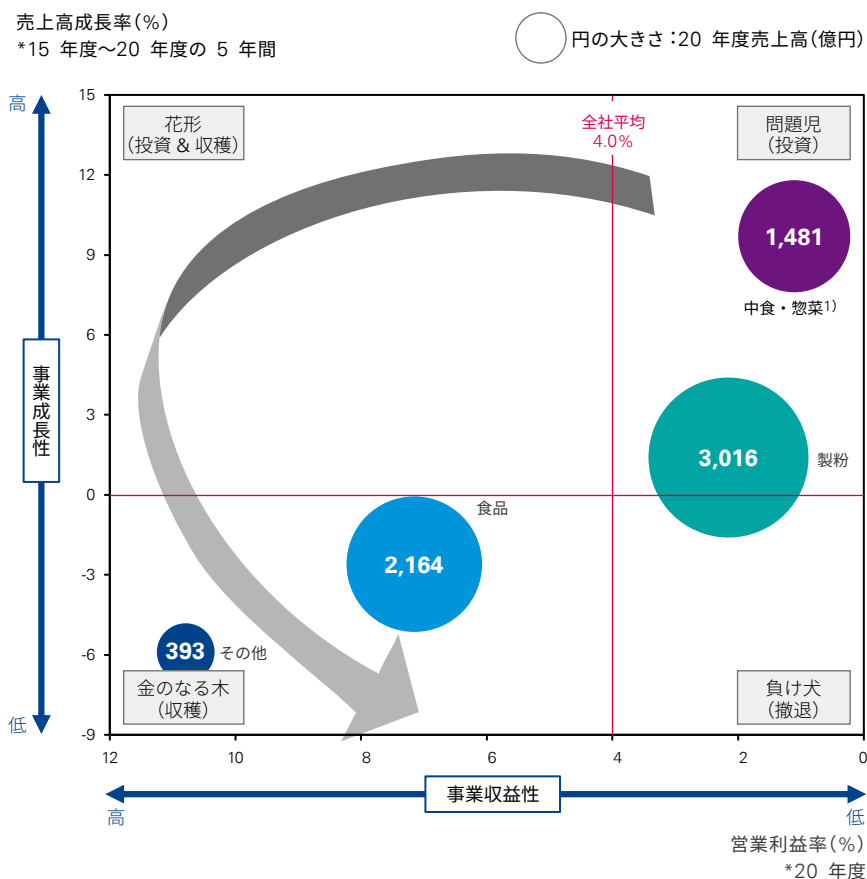 売上高成長率(%)
*15 年度～20 年度の 5 年間
円の大きさ：20 年度売上高(億円)
高
事業成長性
低
15
12
9
6
3
0
-3
-6
-9
花形
(投資 & 収穫)
全社平均
4.0%
問題児
(投資)
1,481
中食・惣菜1)
3,016
製粉
食品
2,164
393 その他
金のなる木
(収穫)
負け犬
(撤退)
12 10 8 6 4 2 0
事業収益性
高 低
営業利益率(%)
*20 年度